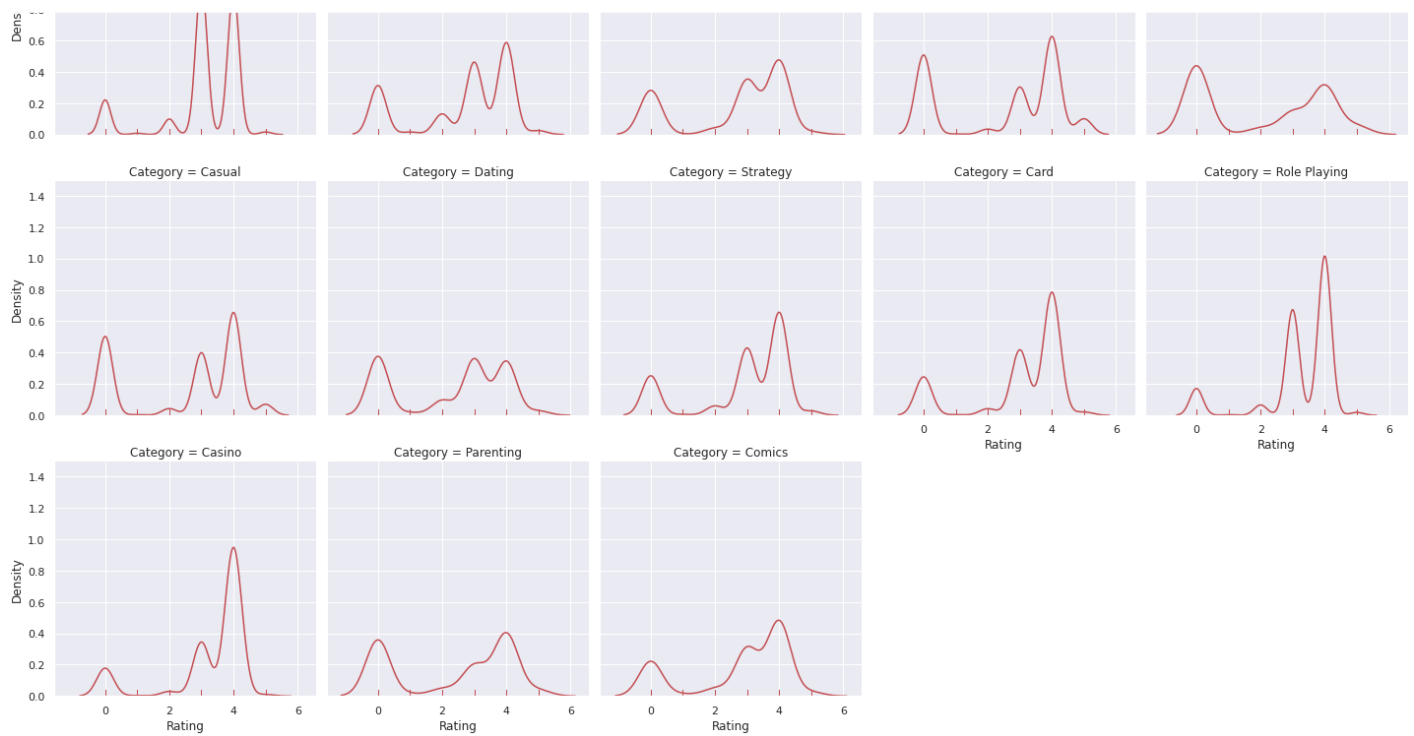 Dens
0.6
0.4
0.2
0.0
Category = Casual
Category = Dating
Category = Strategy
Category = Card
Category = Role Playing
1.4
1.2
1.0
0.8
0.6
0.4
0.2
0.0
Density
0 2 4 6
Rating
0 2 4 6
Rating
Category = Casino
Category = Parenting
Category = Comics
1.4
1.2
1.0
0.8
0.6
0.4
0.2
0.0
Density
0 2 4 6
Rating
0 2 4 6
Rating
0 2 4 6
Rating